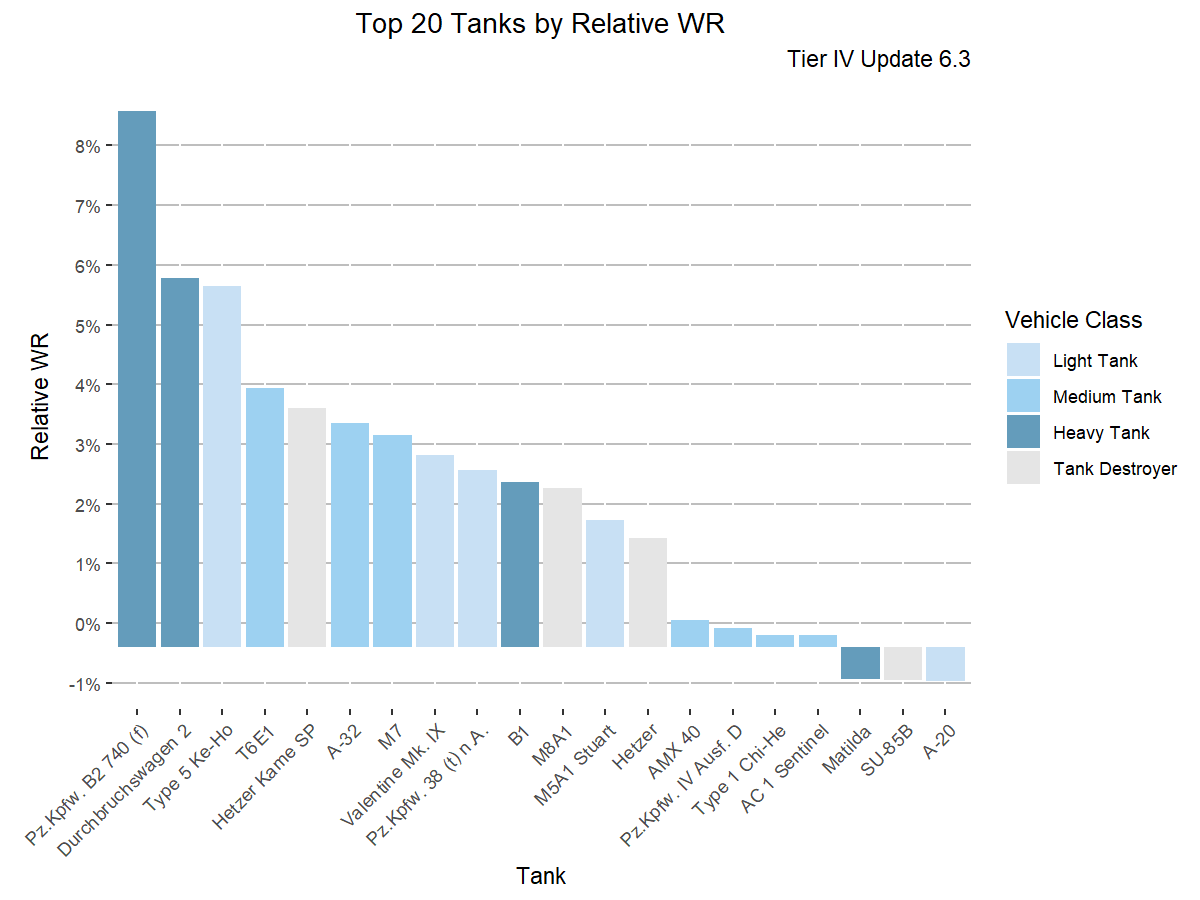 Top 20 Tanks by Relative WR
Tier IV Update 6.3
8%
7%
6%
5%
4%
3%
2%
1%
0%
-1%
Relative WR
Pz.Kpfw. B2 740 (f)
Durchbruchswagen 2
Type 5 Ke-Ho
T6E1
Hetzer Kame SP
A-32
M7
Valentine Mk. IX
Pz.Kpfw. 38 (t) n A.
B1
M8A1
M5A1 Stuart
Hetzer
AMX 40
Pz.Kpfw. IV Ausf. D
Type 1 Chi-He
AC 1 Sentinel
Matilda
SU-85B
A-20
Tank
Vehicle Class
Light Tank
Medium Tank
Heavy Tank
Tank Destroyer